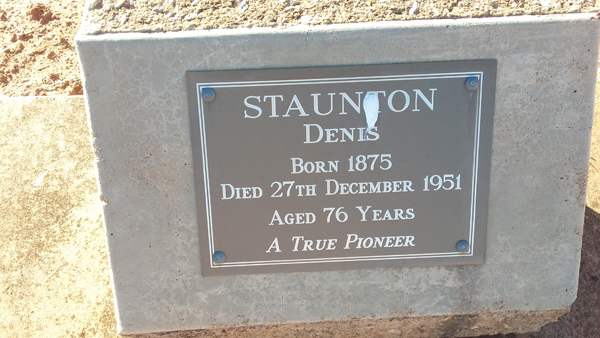 STAUNTON
DENIS
BORN 1875
DIED 27TH DECEMBER 1951
AGED 76 YEARS
A TRUE PIONEER